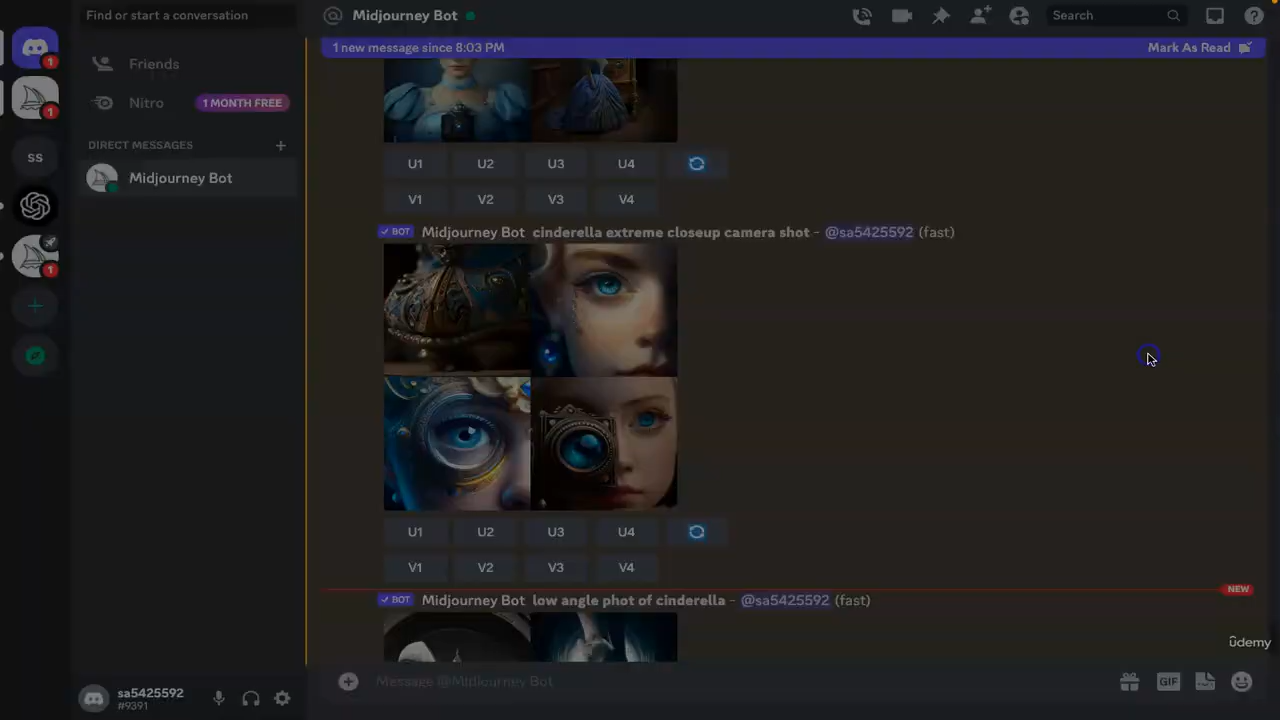 Find or start a conversation
Midjourney Bot
Search
1
1 new message since 8:03 PM
Mark As Read
Friends
1
Nitro
1 MONTH FREE
DIRECT MESSAGES
SS
Midjourney Bot
U1 U2 U3 U4
V1 V2 V3 V4
BOT Midjourney Bot cinderella extreme closeup camera shot - @sa5425592 (fast)
1
U1 U2 U3 U4
V1 V2 V3 V4
NEW
BOT Midjourney Bot low angle phot of cinderella - @sa5425592 (fast)
ûdemy
Message @Midjourney Bot
GIF
sa5425592
#9391